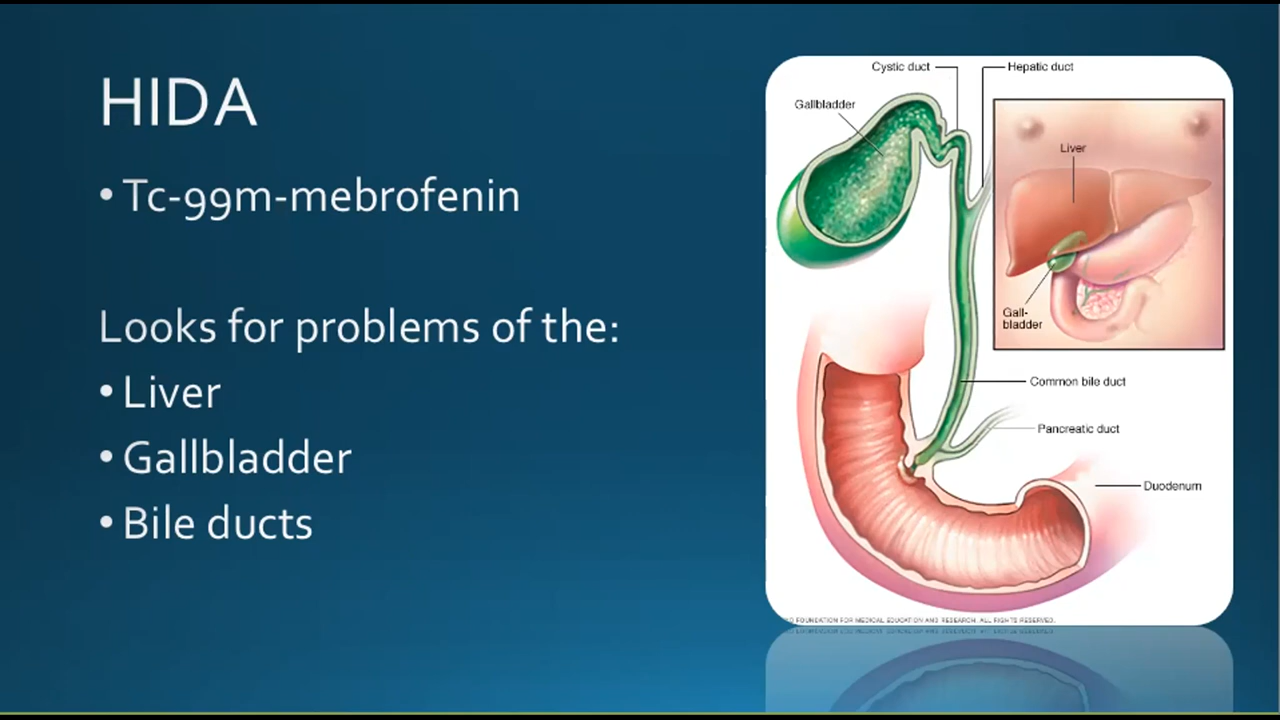 HIDA
• Tc-99m-mebrofenin
Looks for problems of the:
• Liver
• Gallbladder
• Bile ducts
Cystic duct
Hepatic duct
Gallbladder
Liver
Gall-
bladder
Common bile duct
Pancreatic duct
Duodenum
FOUNDATION FOR MEDICAL EDUCATION AND RESEARCH. ALL RIGHTS RESERVED.